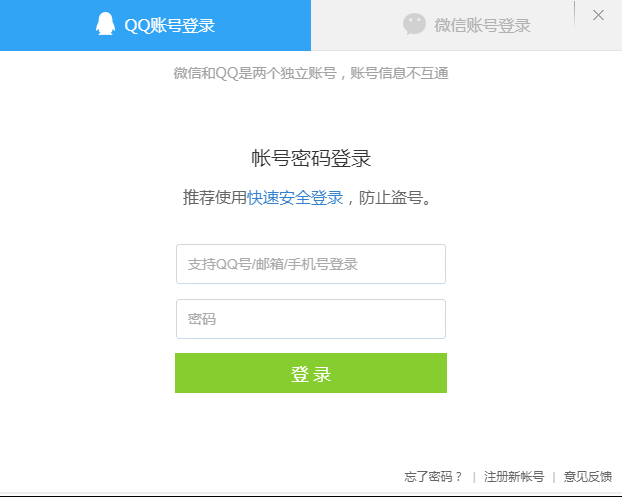 QQ账号登录 微信账号登录
微信和QQ是两个独立账号，账号信息不互通
帐号密码登录
推荐使用快速安全登录，防止盗号。
支持QQ号/邮箱/手机号登录
密码
登 录
忘了密码？ | 注册新帐号 | 意见反馈